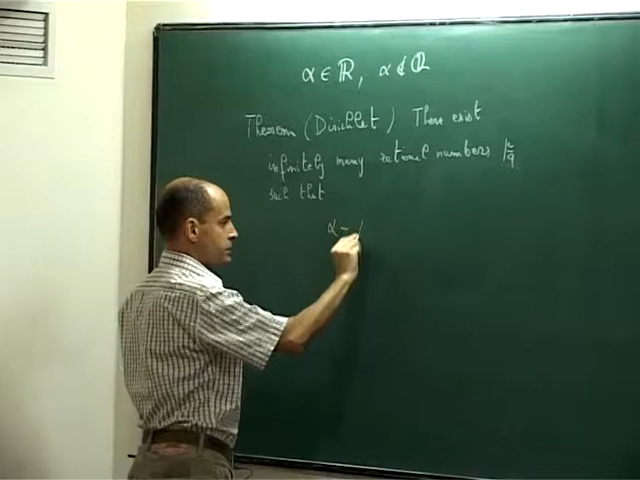 α ∈ ℝ, α ∉ ℚ
Theorem (Dirichlet) There exist
infinitely many rational numbers p/q
such that
α -